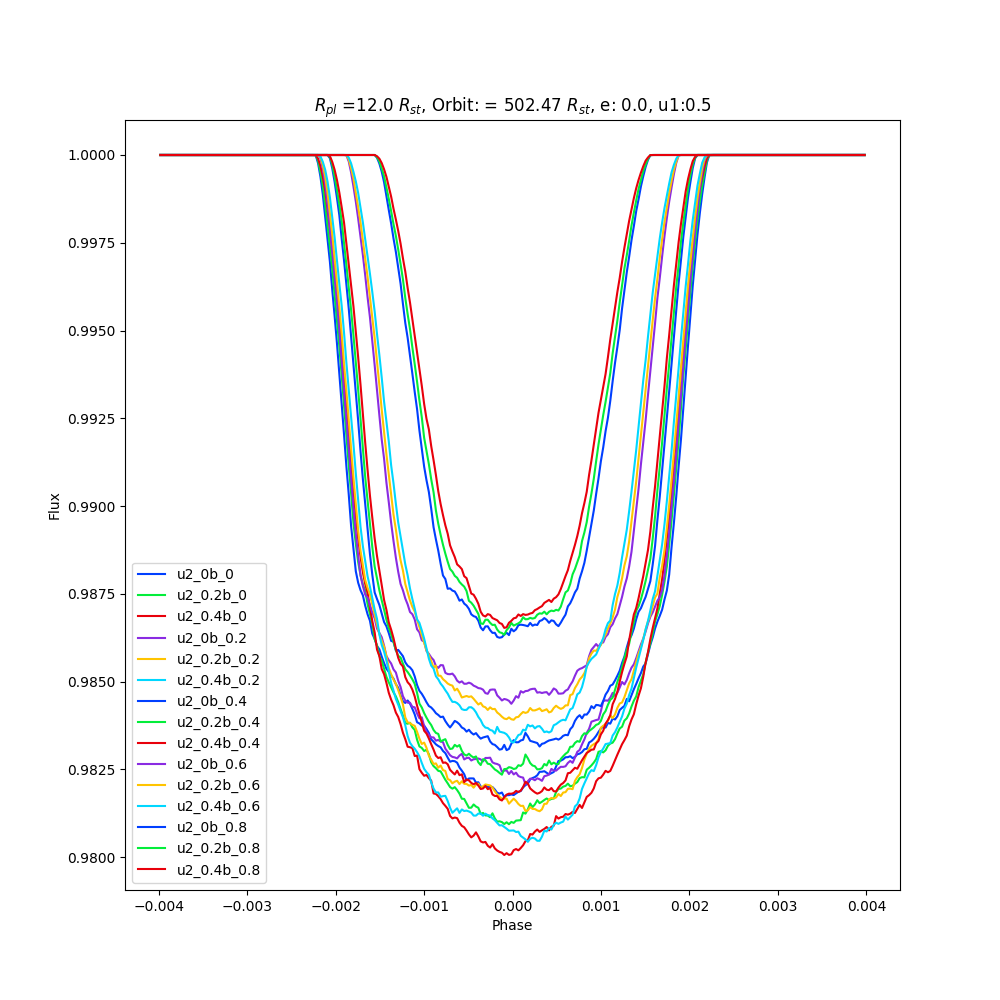 R_pl =12.0 R_st, Orbit: = 502.47 R_st, e: 0.0, u1:0.5
1.0000
0.9975
0.9950
0.9925
0.9900
0.9875
0.9850
0.9825
0.9800
Flux
u2_0b_0
u2_0.2b_0
u2_0.4b_0
u2_0b_0.2
u2_0.2b_0.2
u2_0.4b_0.2
u2_0b_0.4
u2_0.2b_0.4
u2_0.4b_0.4
u2_0b_0.6
u2_0.2b_0.6
u2_0.4b_0.6
u2_0b_0.8
u2_0.2b_0.8
u2_0.4b_0.8
−0.004 −0.003 −0.002 −0.001 0.000 0.001 0.002 0.003 0.004
Phase